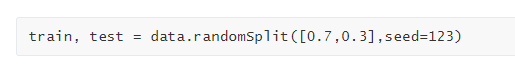 train, test = data.randomSplit([0.7,0.3],seed=123)